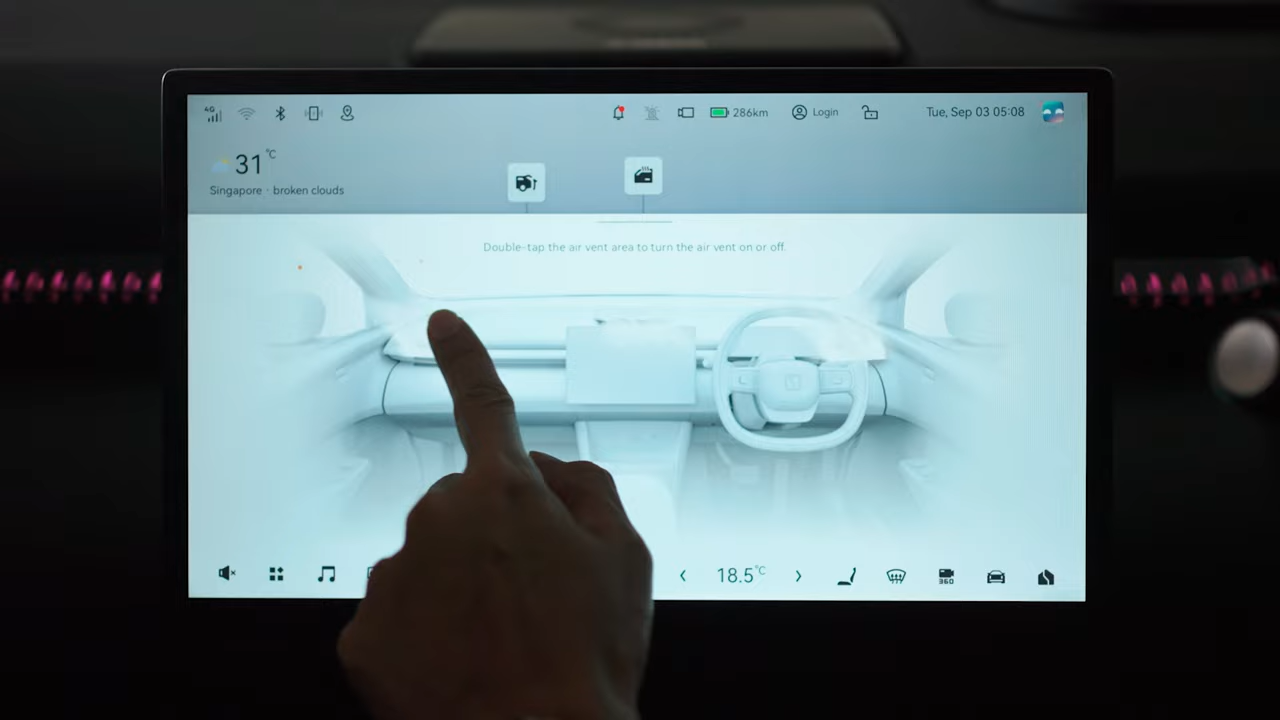 4G
286km
Login
Tue, Sep 03 05:08
31°C
Singapore · broken clouds
Double-tap the air vent area to turn the air vent on or off.
18.5°C
360